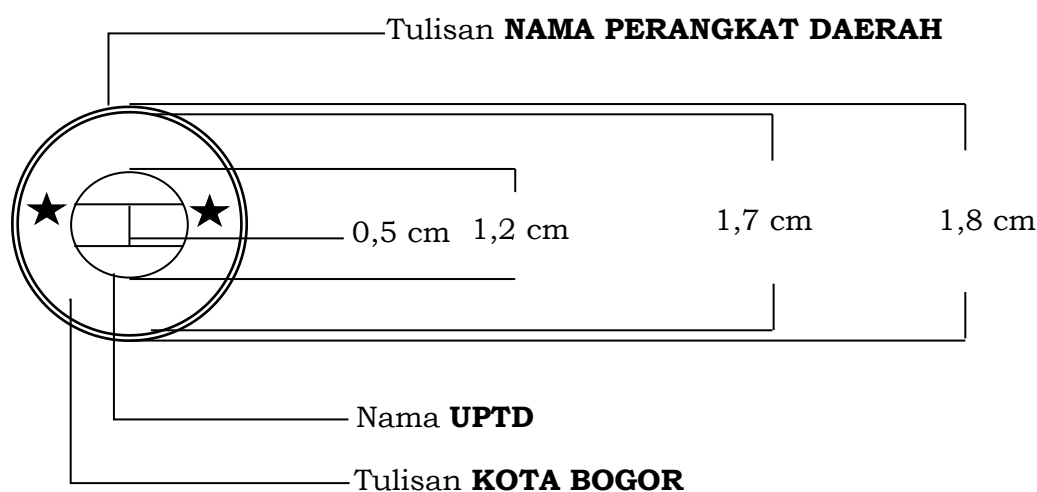 Tulisan NAMA PERANGKAT DAERAH
0,5 cm 1,2 cm 1,7 cm 1,8 cm
Nama UPTD
Tulisan KOTA BOGOR